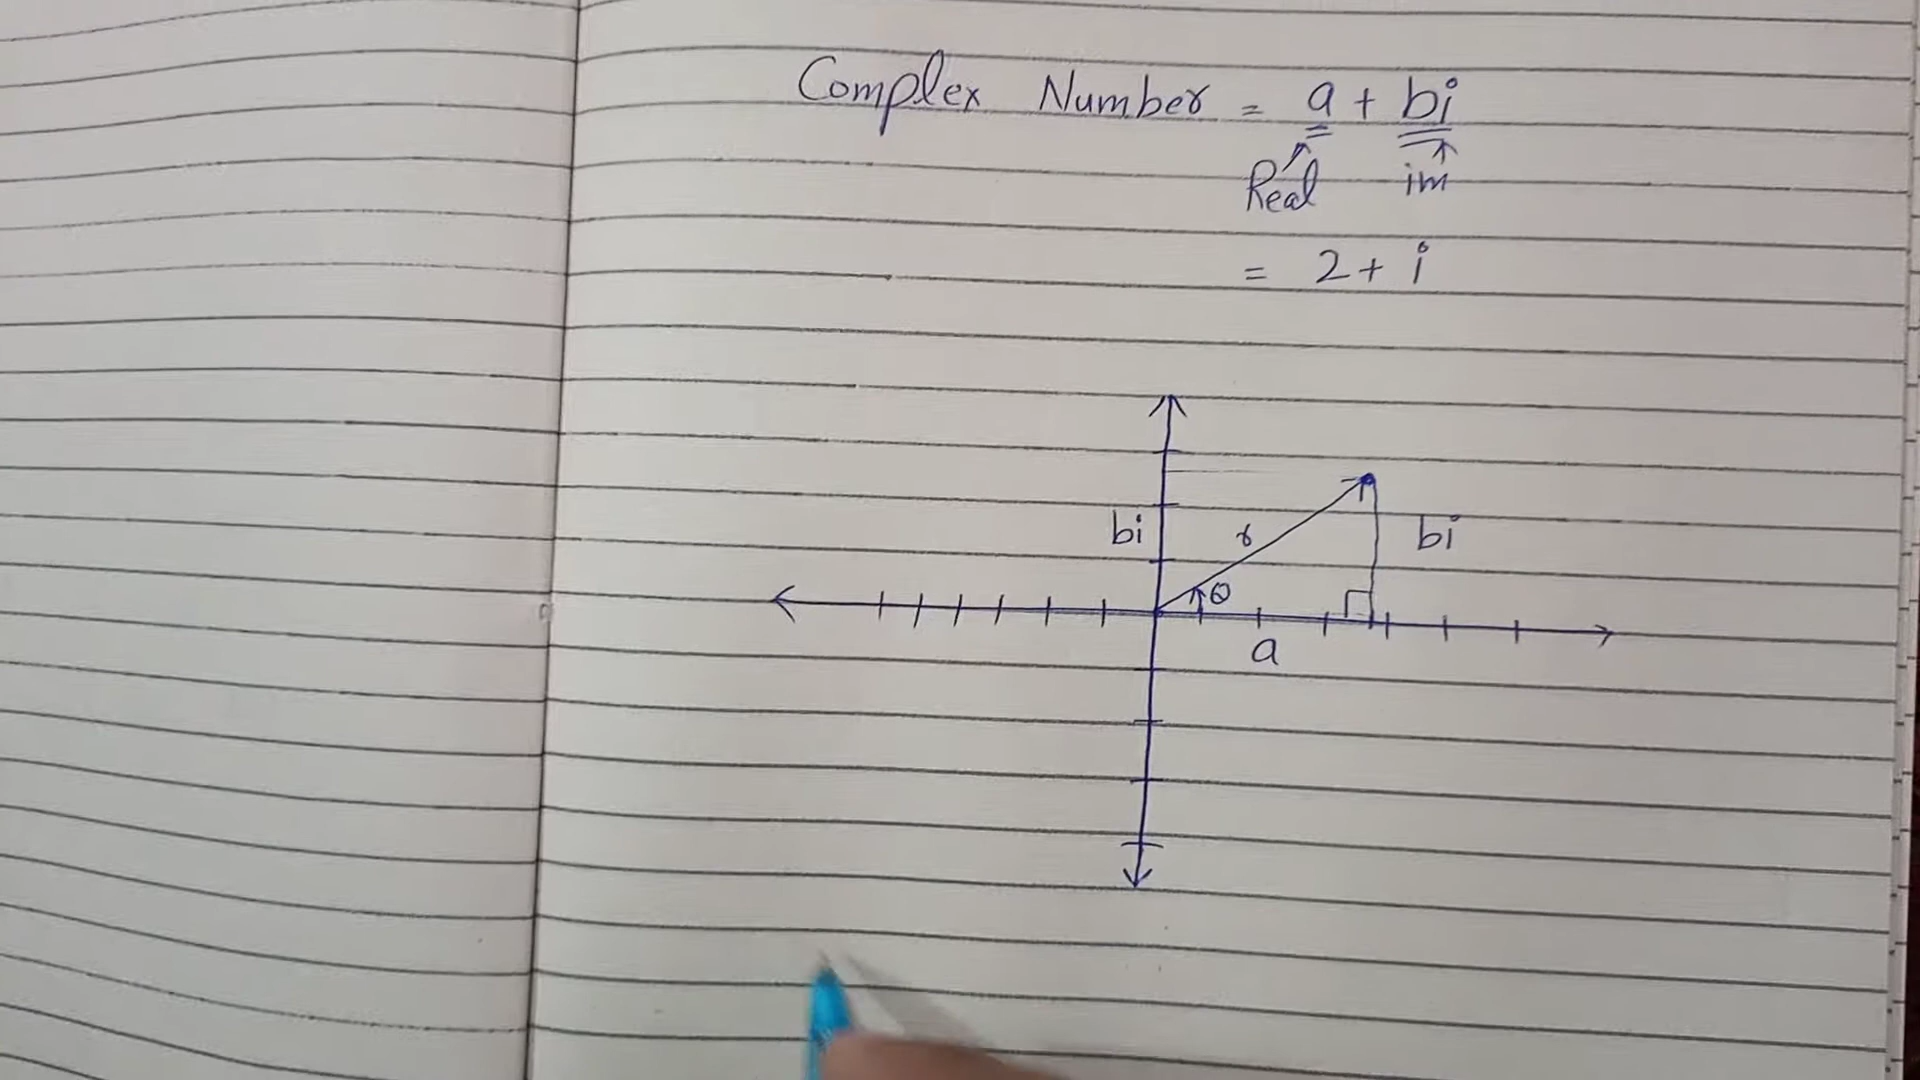 Complex Number = a + bi
Real im
= 2 + i
bi r bi
θ
a